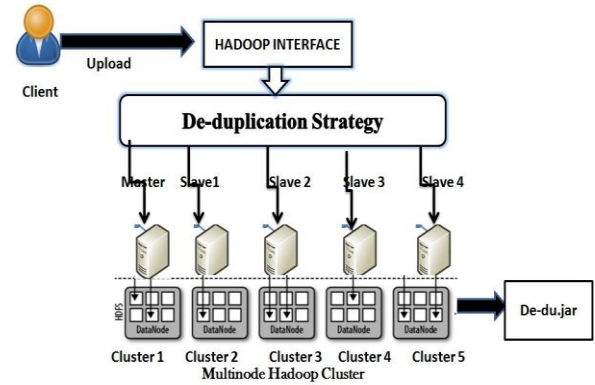 HADOOP INTERFACE
Upload
Client
De-duplication Strategy
Master Slave1 Slave 2 Slave 3 Slave 4
HDFS
DataNode DataNode DataNode DataNode DataNode
De-du.jar
Cluster 1 Cluster 2 Cluster 3 Cluster 4 Cluster 5
Multinode Hadoop Cluster